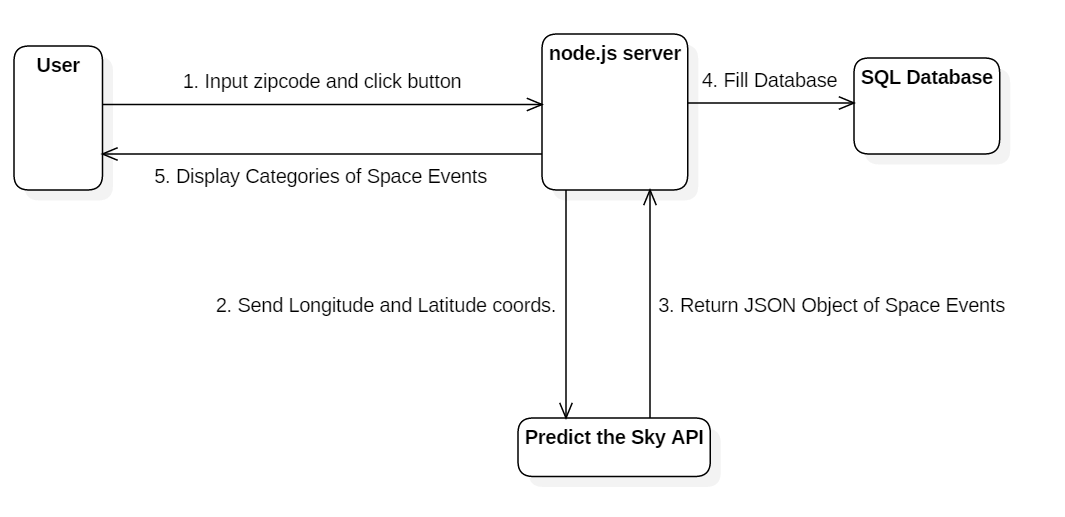 User
node.js server
SQL Database
1. Input zipcode and click button
4. Fill Database
5. Display Categories of Space Events
2. Send Longitude and Latitude coords.
3. Return JSON Object of Space Events
Predict the Sky API